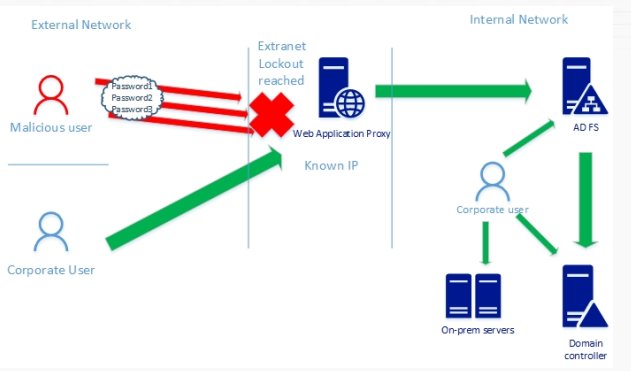 External Network
Internal Network
Extranet
Lockout
reached
Password1
Password2
Password3
Malicious user
Web Application Proxy
AD FS
Known IP
Corporate user
Corporate User
On-prem servers
Domain
controller